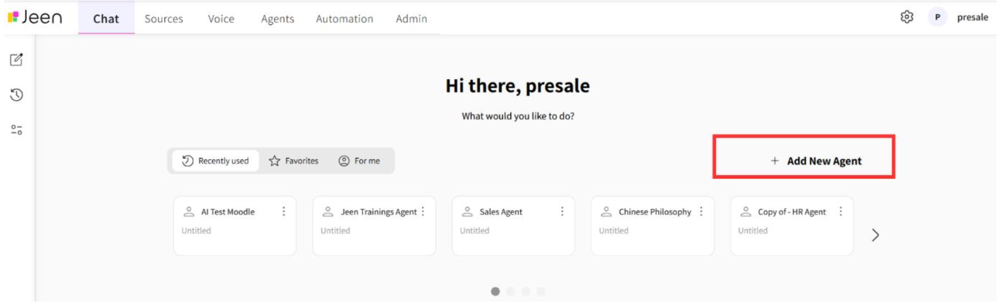 Jeen Chat Sources Voice Agents Automation Admin P presale
Hi there, presale
What would you like to do?
Recently used Favorites For me + Add New Agent
AI Test Moodle Jeen Trainings Agent Sales Agent Chinese Philosophy Copy of - HR Agent
Untitled Untitled Untitled Untitled Untitled